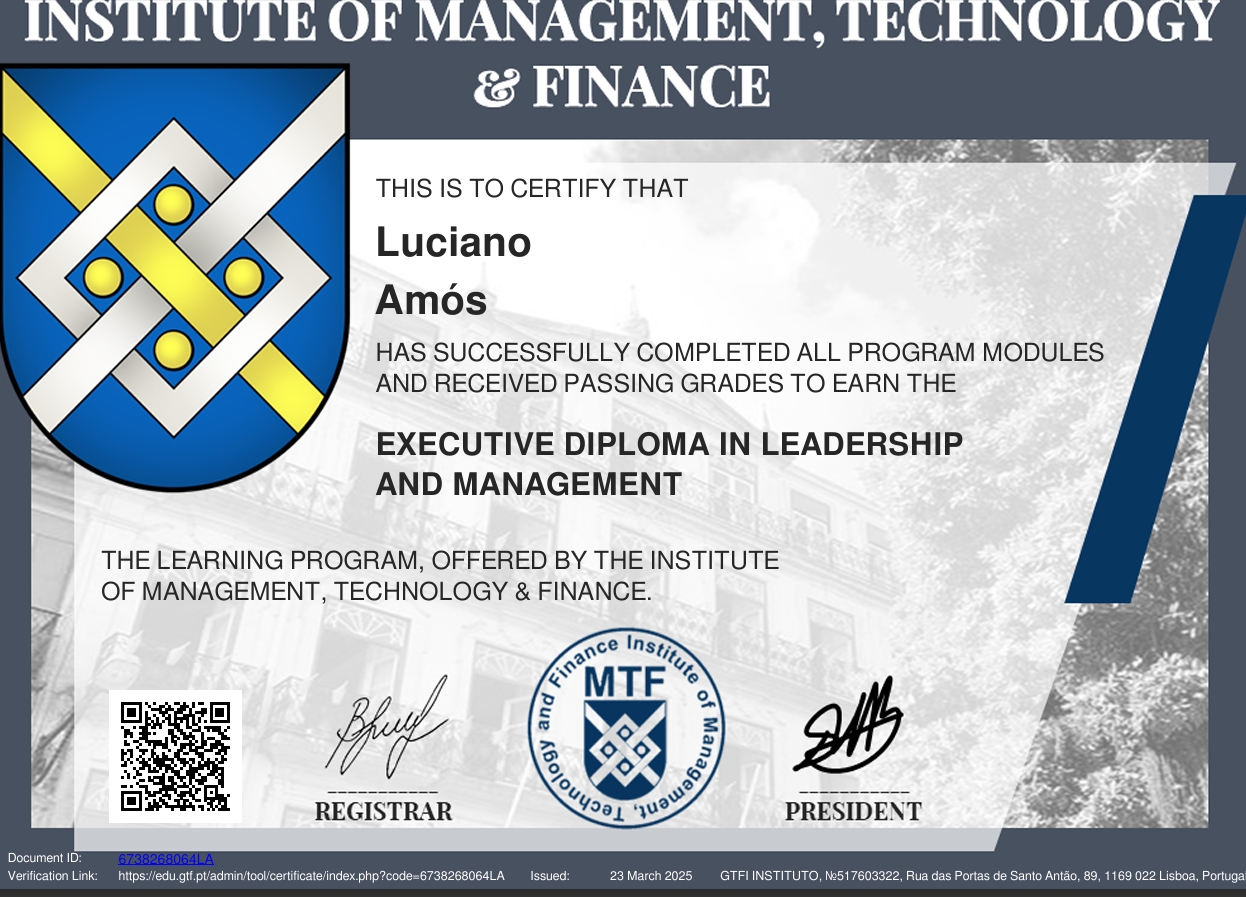 INSTITUTE OF MANAGEMENT, TECHNOLOGY
& FINANCE
THIS IS TO CERTIFY THAT
Luciano
Amós
HAS SUCCESSFULLY COMPLETED ALL PROGRAM MODULES
AND RECEIVED PASSING GRADES TO EARN THE
EXECUTIVE DIPLOMA IN LEADERSHIP
AND MANAGEMENT
THE LEARNING PROGRAM, OFFERED BY THE INSTITUTE
OF MANAGEMENT, TECHNOLOGY & FINANCE.
Institute of Management, Technology and Finance
MTF
REGISTRAR
PRESIDENT
Document ID: 6738268064LA
Verification Link: https://edu.gtf.pt/admin/tool/certificate/index.php?code=6738268064LA Issued: 23 March 2025 GTFI INSTITUTO, №517603322, Rua das Portas de Santo Antão, 89, 1169 022 Lisboa, Portugal